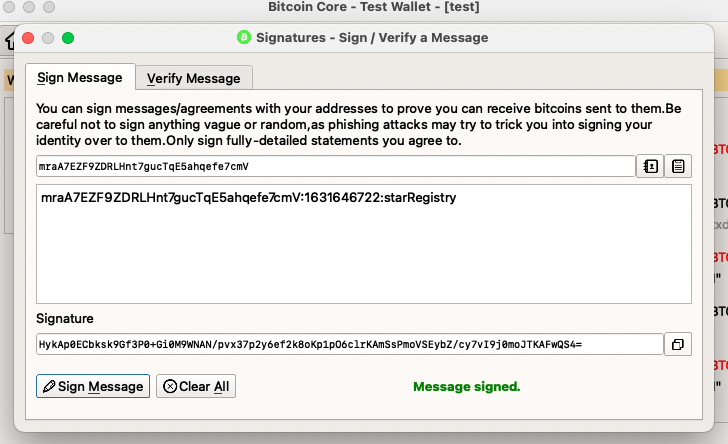 Bitcoin Core - Test Wallet - [test]
Signatures - Sign / Verify a Message
Sign Message
Verify Message
You can sign messages/agreements with your addresses to prove you can receive bitcoins sent to them.Be
careful not to sign anything vague or random,as phishing attacks may try to trick you into signing your
identity over to them.Only sign fully-detailed statements you agree to.
mraA7EZF9ZDRLHnt7gucTqE5ahqefe7cmV
mraA7EZF9ZDRLHnt7gucTqE5ahqefe7cmV:1631646722:starRegistry
Signature
HykAp0ECbksk9Gf3P0+Gi0M9WNAN/pvx37p2y6ef2k8oKp1pO6clrKAmSsPmoVSEybZ/cy7vI9j0moJTKAFwQS4=
Sign Message
Clear All
Message signed.